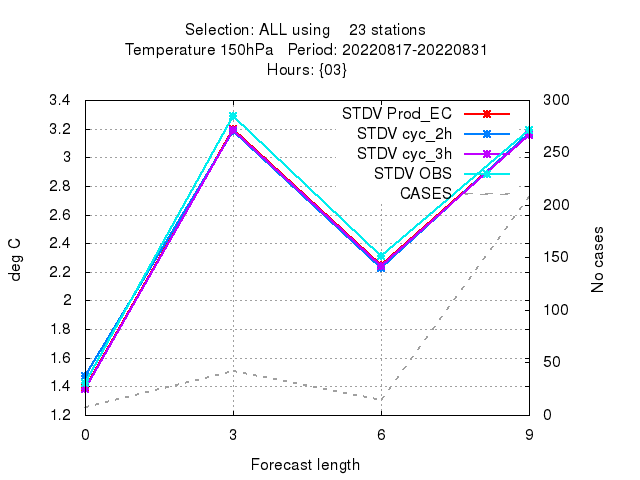 Selection: ALL using 23 stations
Temperature 150hPa Period: 20220817-20220831
Hours: {03}
3.4
3.2
3
2.8
2.6
2.4
2.2
2
1.8
1.6
1.4
1.2
deg C
STDV Prod_EC
STDV cyc_2h
STDV cyc_3h
STDV OBS
CASES
300
250
200
150
100
50
0
No cases
0 3 6 9
Forecast length